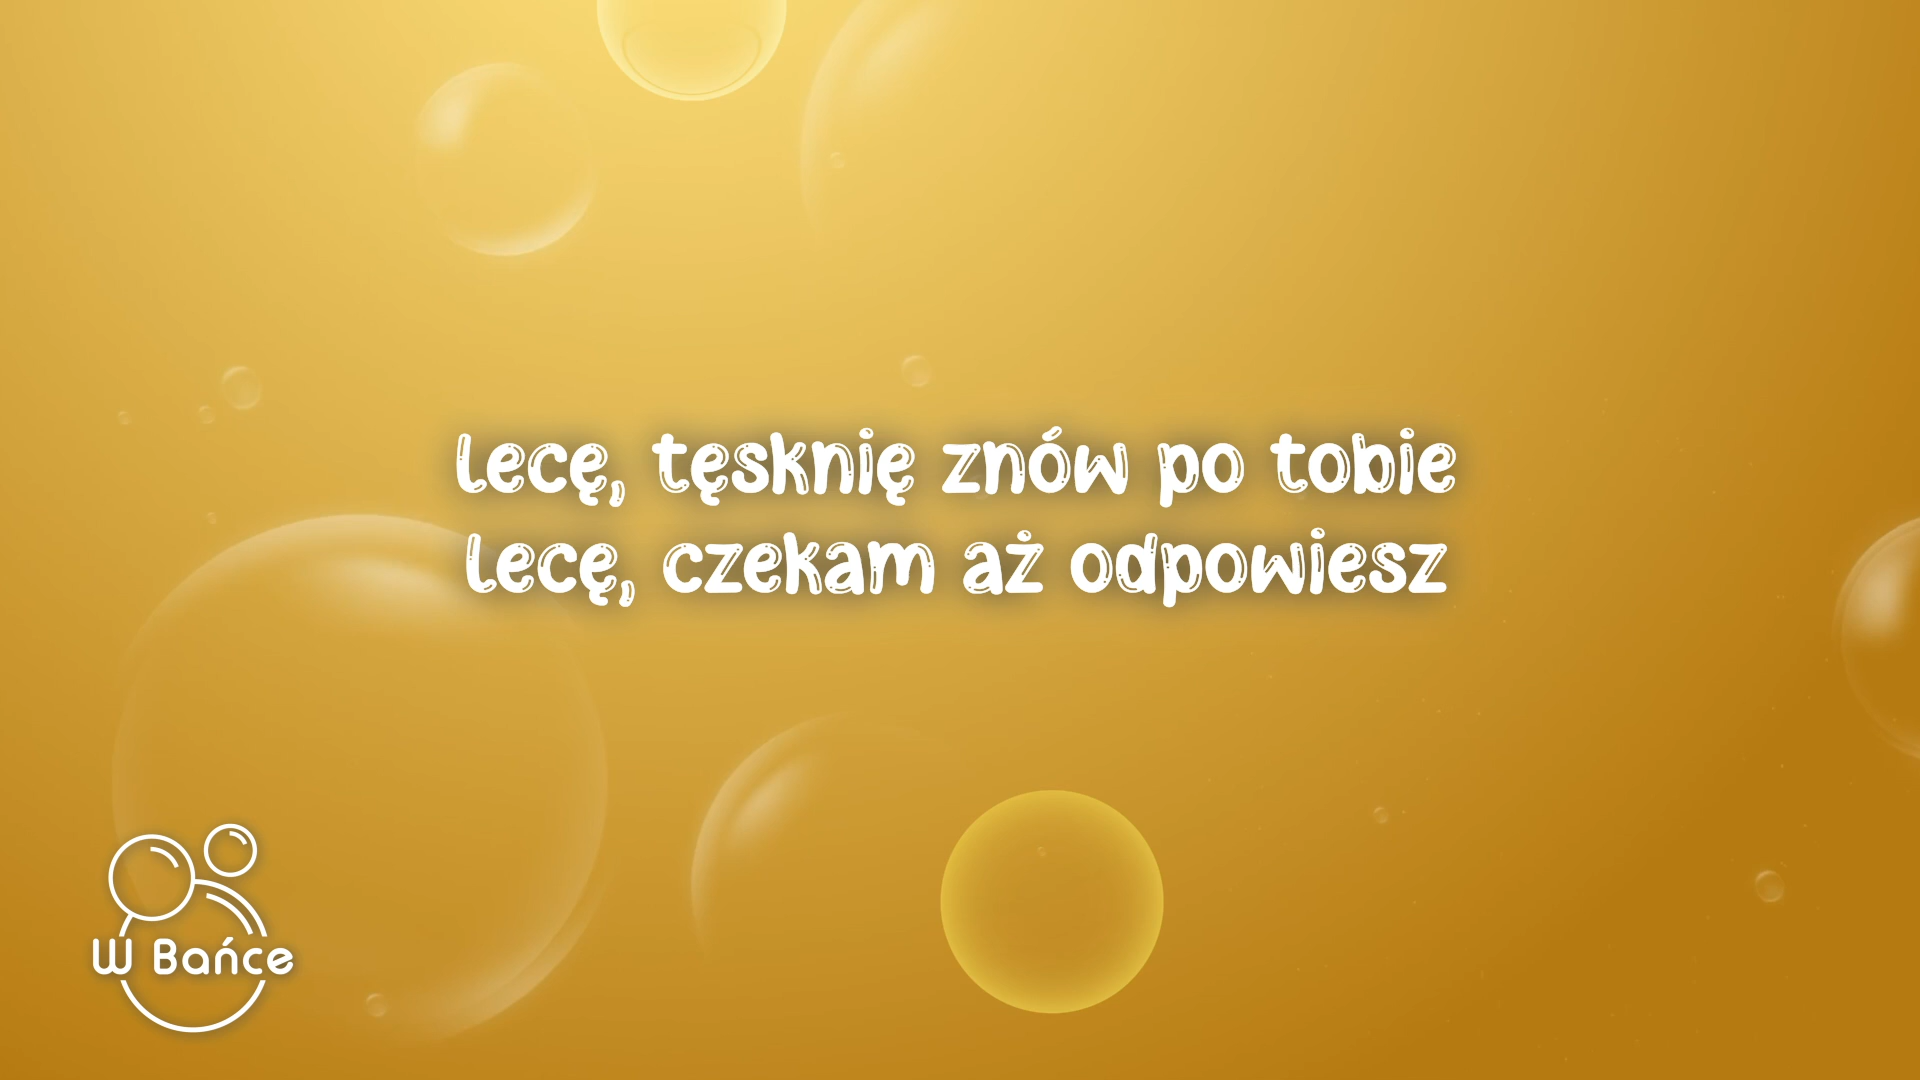 lecę, tęsknię znów po tobie
lecę, czekam aż odpowiesz
W Bańce